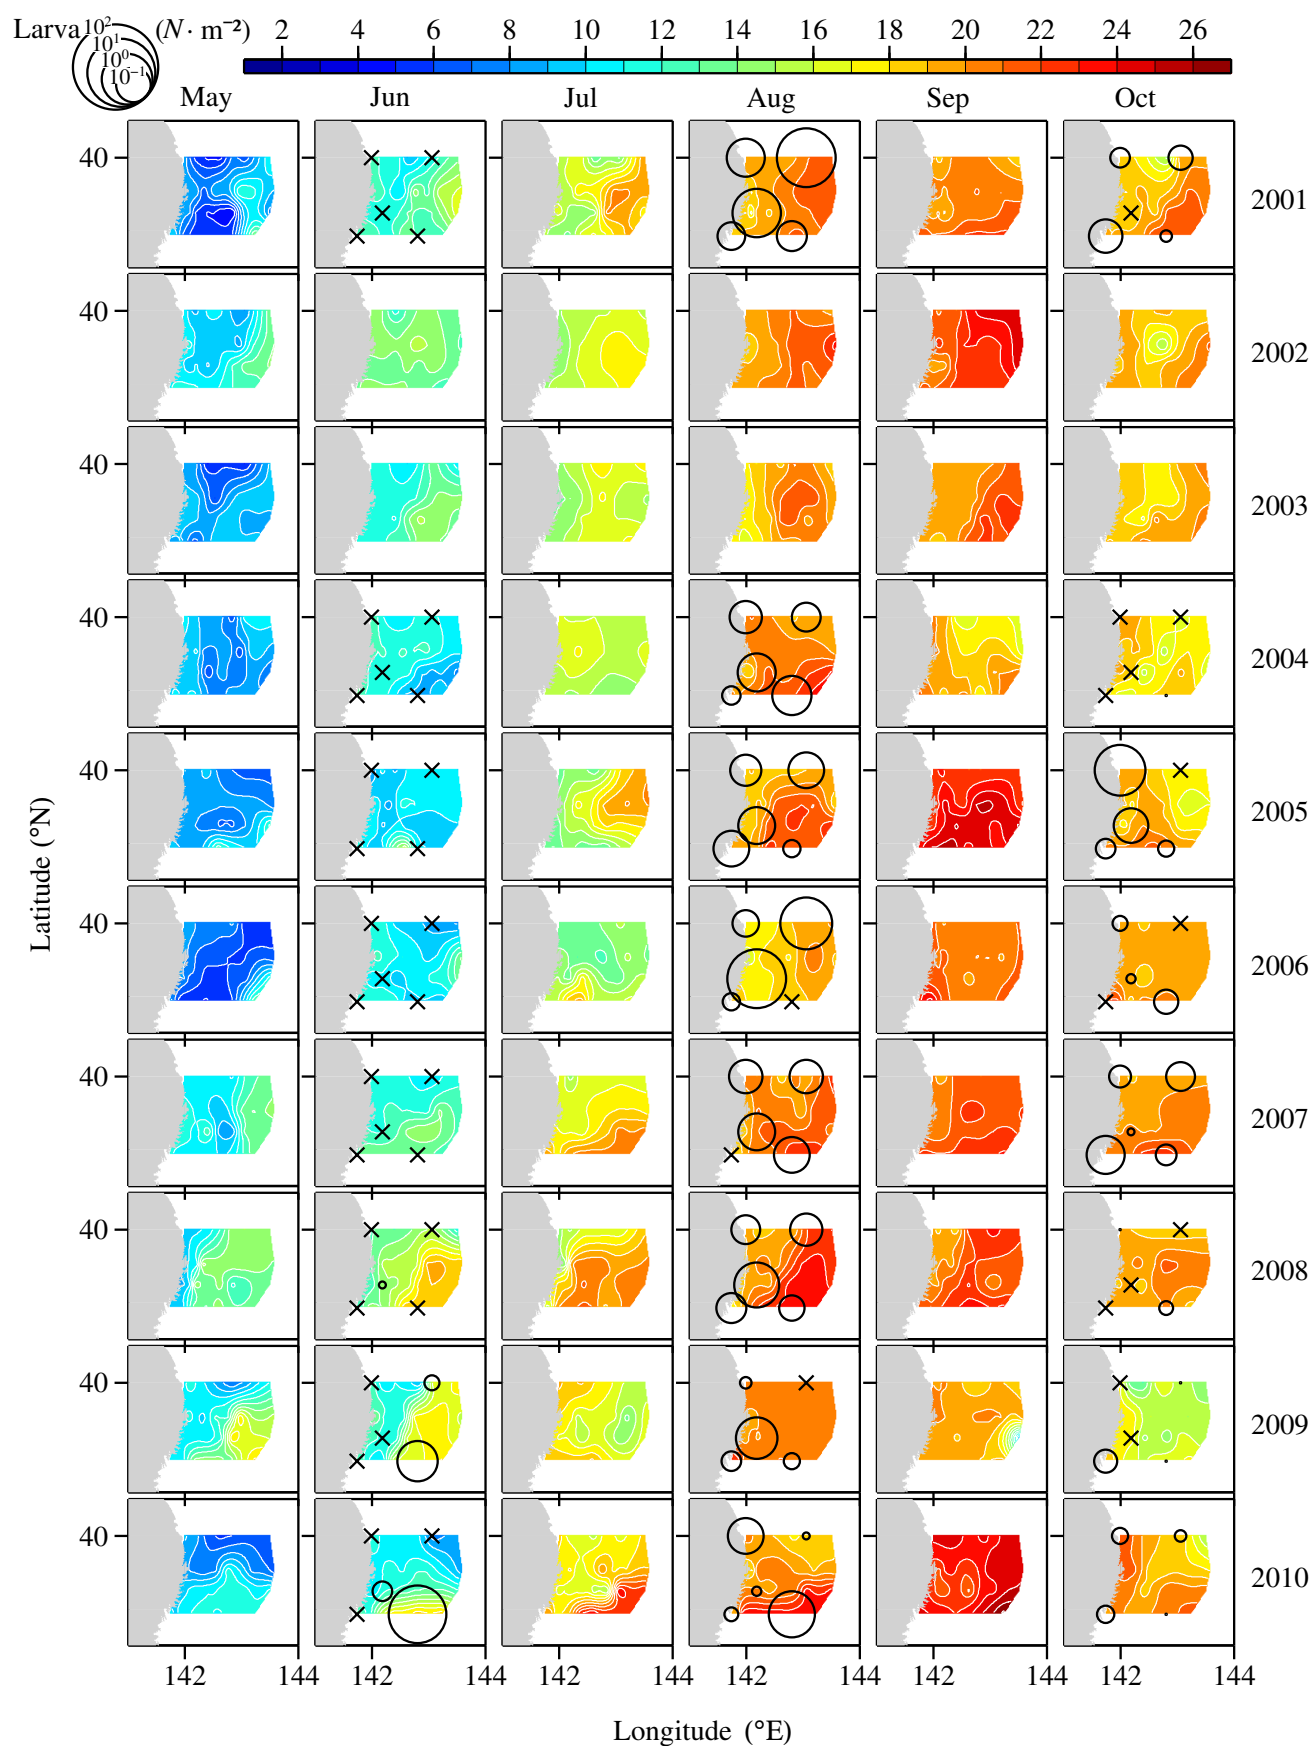 Larva 10² 10¹ 10⁰ 10⁻¹ (N · m⁻²) 2 4 6 8 10 12 14 16 18 20 22 24 26
May Jun Jul Aug Sep Oct
40 2001
40 2002
40 2003
40 2004
40 2005
40 2006
40 2007
40 2008
40 2009
40 2010
Latitude (°N)
142 144 142 144 142 144 142 144 142 144 142 144
Longitude (°E)